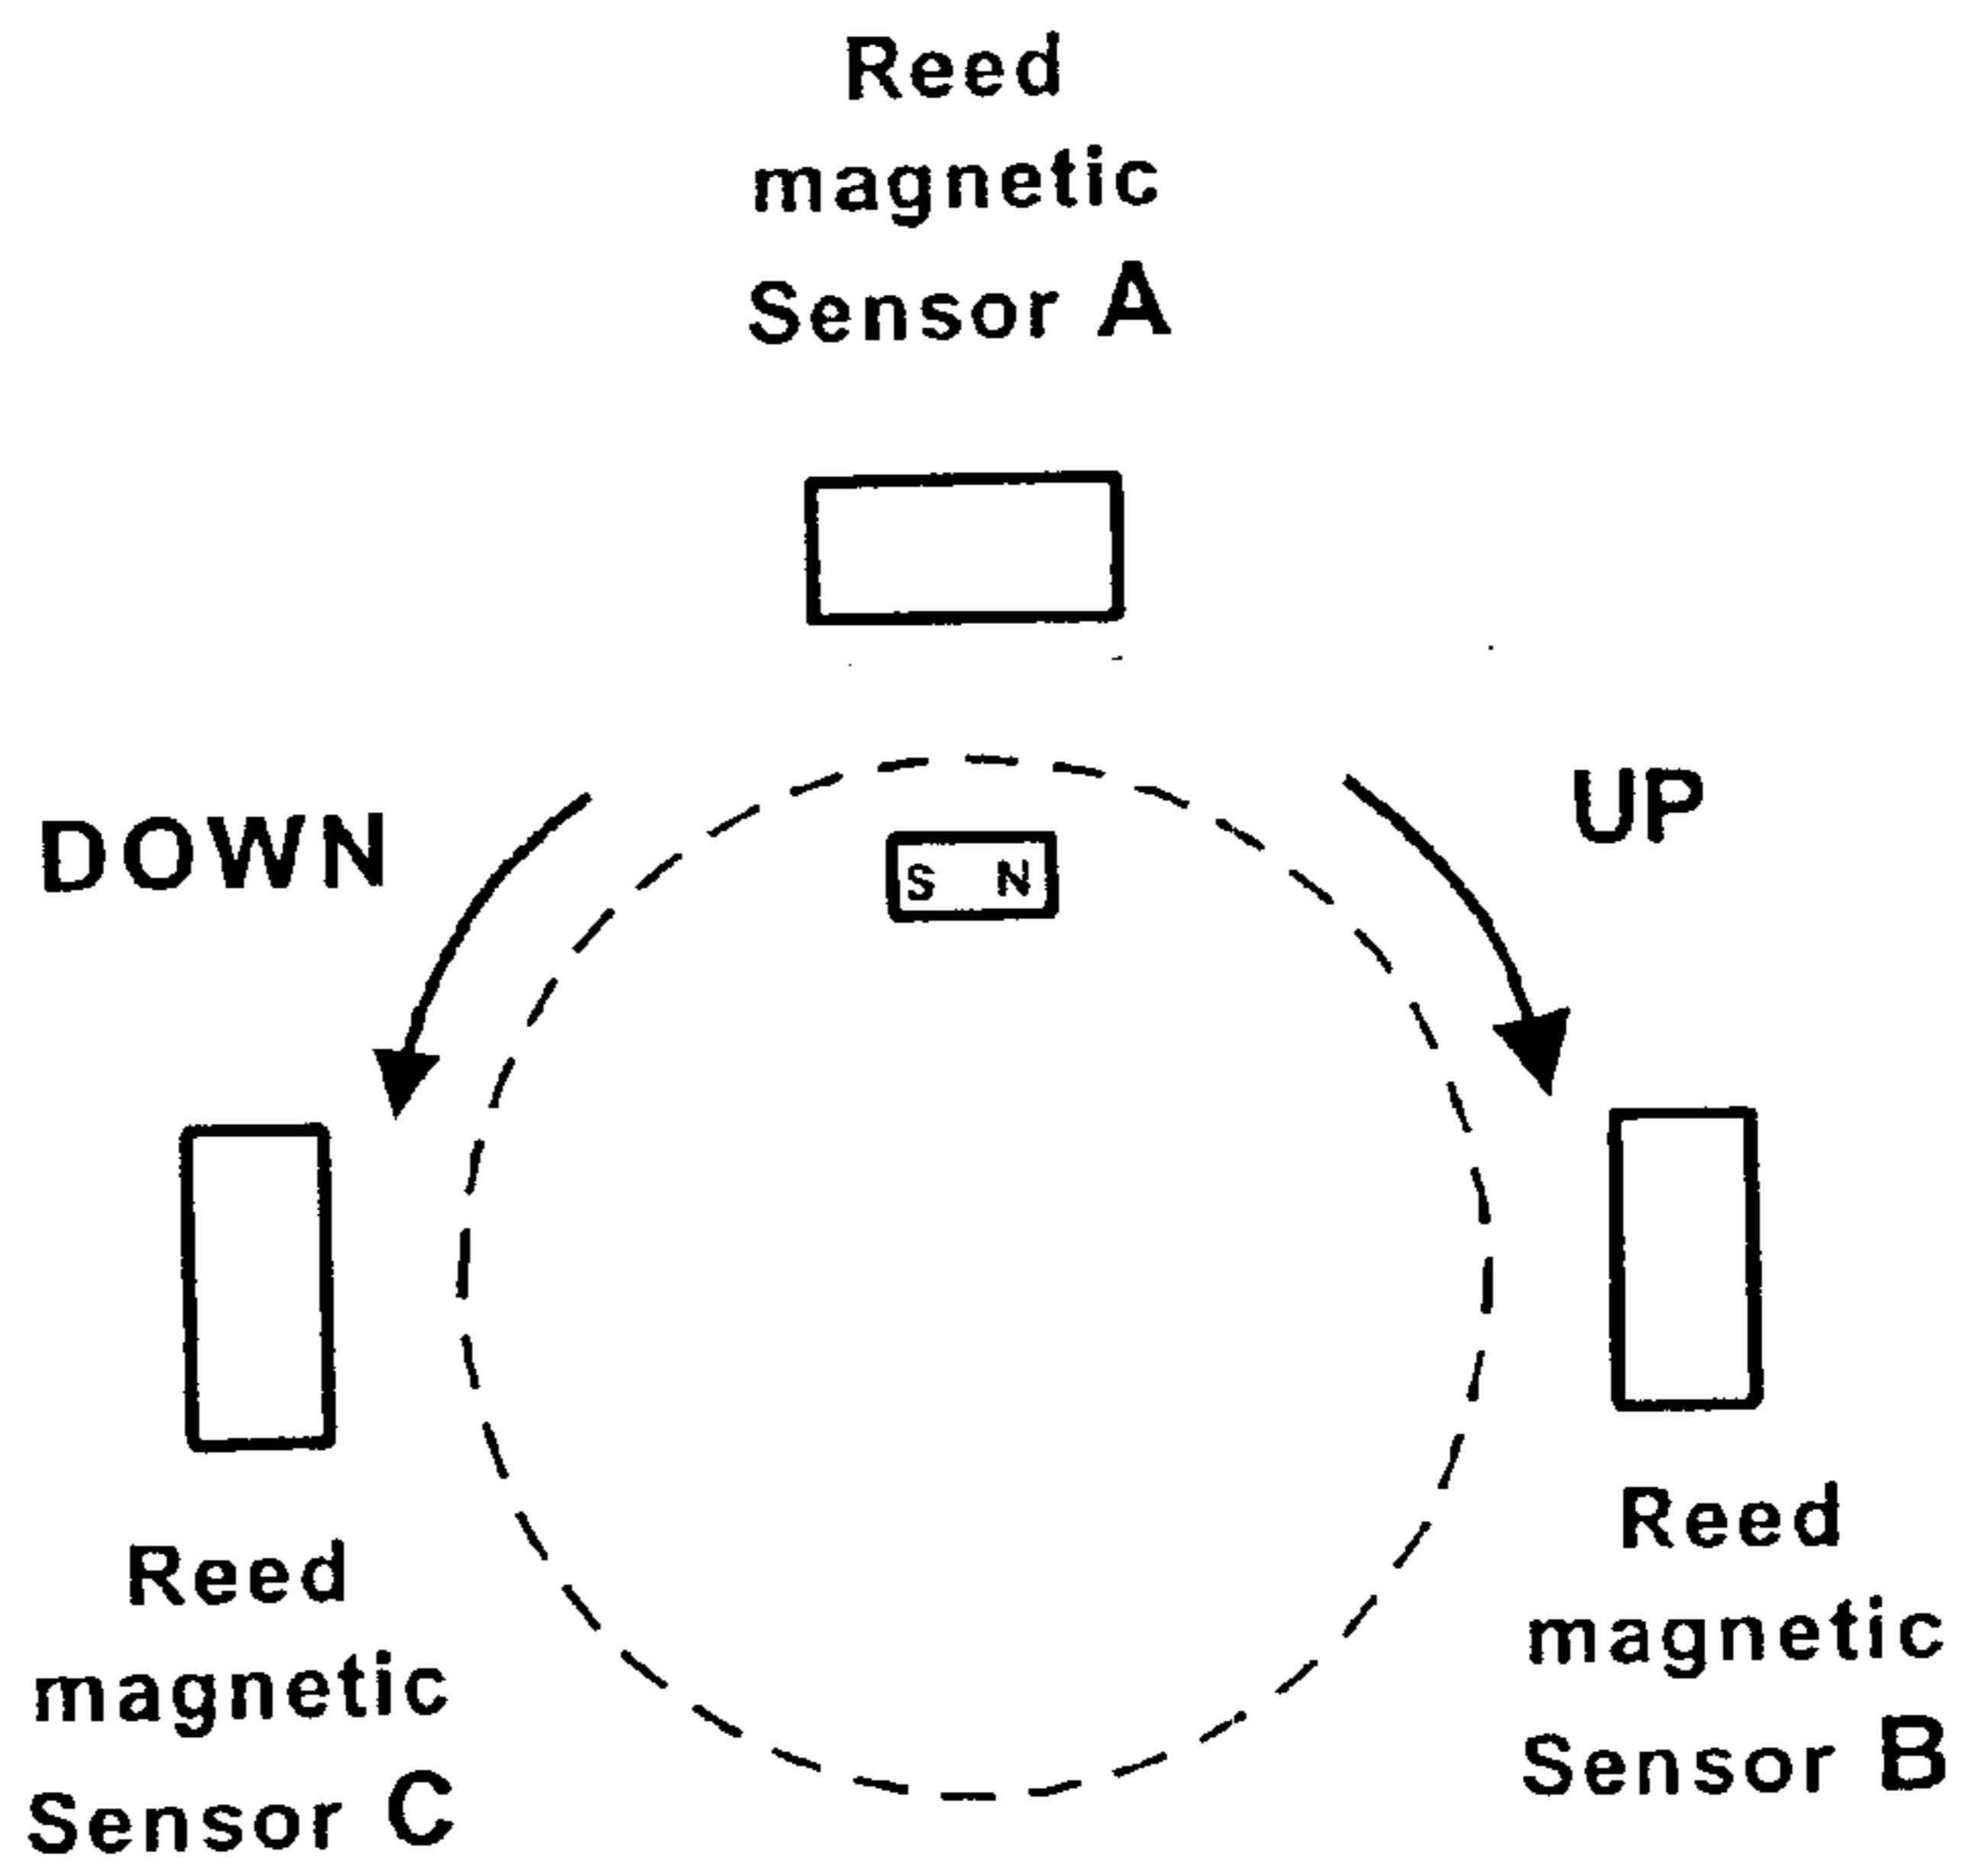 Reed
magnetic
Sensor A
DOWN
UP
S N
Reed
magnetic
Sensor C
Reed
magnetic
Sensor B